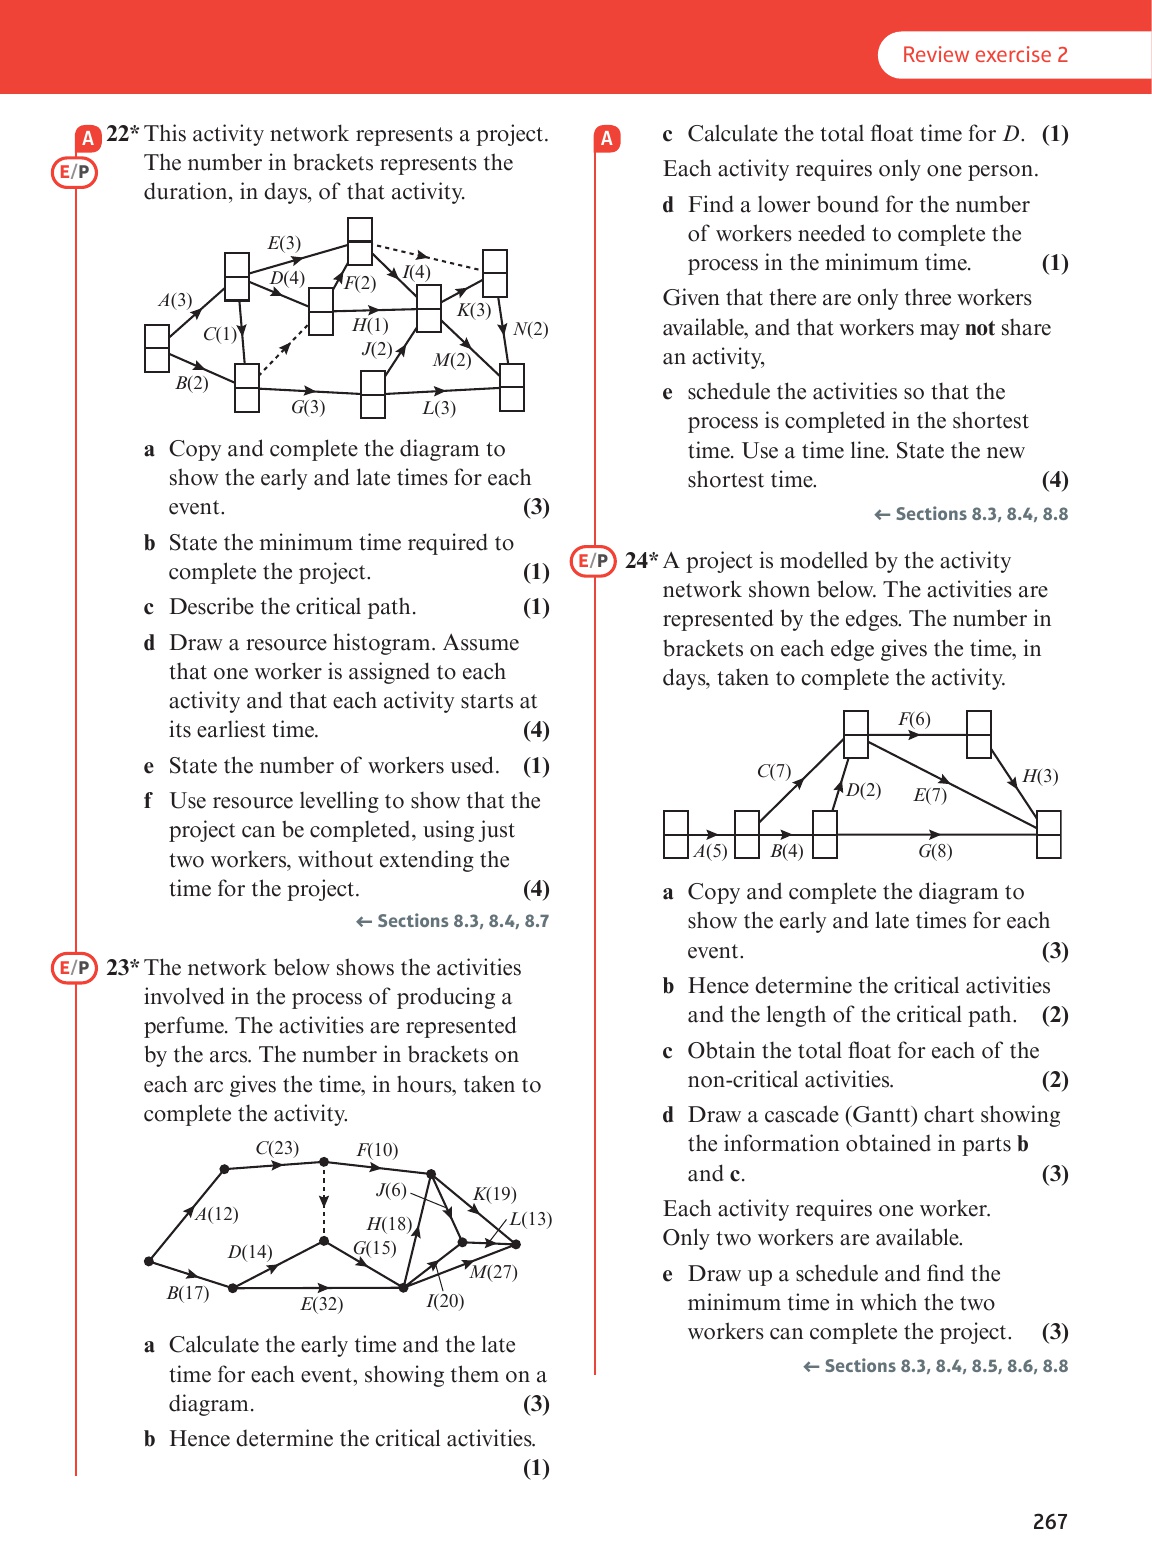 Review exercise 2
A
E/P
22* This activity network represents a project.
The number in brackets represents the
duration, in days, of that activity.
E(3)
D(4)
F(2)
I(4)
A(3)
C(1)
H(1)
K(3)
N(2)
J(2)
M(2)
B(2)
G(3)
L(3)
a Copy and complete the diagram to
show the early and late times for each
event. (3)
b State the minimum time required to
complete the project. (1)
c Describe the critical path. (1)
d Draw a resource histogram. Assume
that one worker is assigned to each
activity and that each activity starts at
its earliest time. (4)
e State the number of workers used. (1)
f Use resource levelling to show that the
project can be completed, using just
two workers, without extending the
time for the project. (4)
← Sections 8.3, 8.4, 8.7
E/P
23* The network below shows the activities
involved in the process of producing a
perfume. The activities are represented
by the arcs. The number in brackets on
each arc gives the time, in hours, taken to
complete the activity.
C(23)
F(10)
J(6)
K(19)
A(12)
H(18)
L(13)
D(14)
G(15)
M(27)
B(17)
E(32)
I(20)
a Calculate the early time and the late
time for each event, showing them on a
diagram. (3)
b Hence determine the critical activities.
(1)
A
c Calculate the total float time for D. (1)
Each activity requires only one person.
d Find a lower bound for the number
of workers needed to complete the
process in the minimum time. (1)
Given that there are only three workers
available, and that workers may not share
an activity,
e schedule the activities so that the
process is completed in the shortest
time. Use a time line. State the new
shortest time. (4)
← Sections 8.3, 8.4, 8.8
E/P
24* A project is modelled by the activity
network shown below. The activities are
represented by the edges. The number in
brackets on each edge gives the time, in
days, taken to complete the activity.
F(6)
C(7)
D(2)
E(7)
H(3)
A(5)
B(4)
G(8)
a Copy and complete the diagram to
show the early and late times for each
event. (3)
b Hence determine the critical activities
and the length of the critical path. (2)
c Obtain the total float for each of the
non-critical activities. (2)
d Draw a cascade (Gantt) chart showing
the information obtained in parts b
and c. (3)
Each activity requires one worker.
Only two workers are available.
e Draw up a schedule and find the
minimum time in which the two
workers can complete the project. (3)
← Sections 8.3, 8.4, 8.5, 8.6, 8.8
267